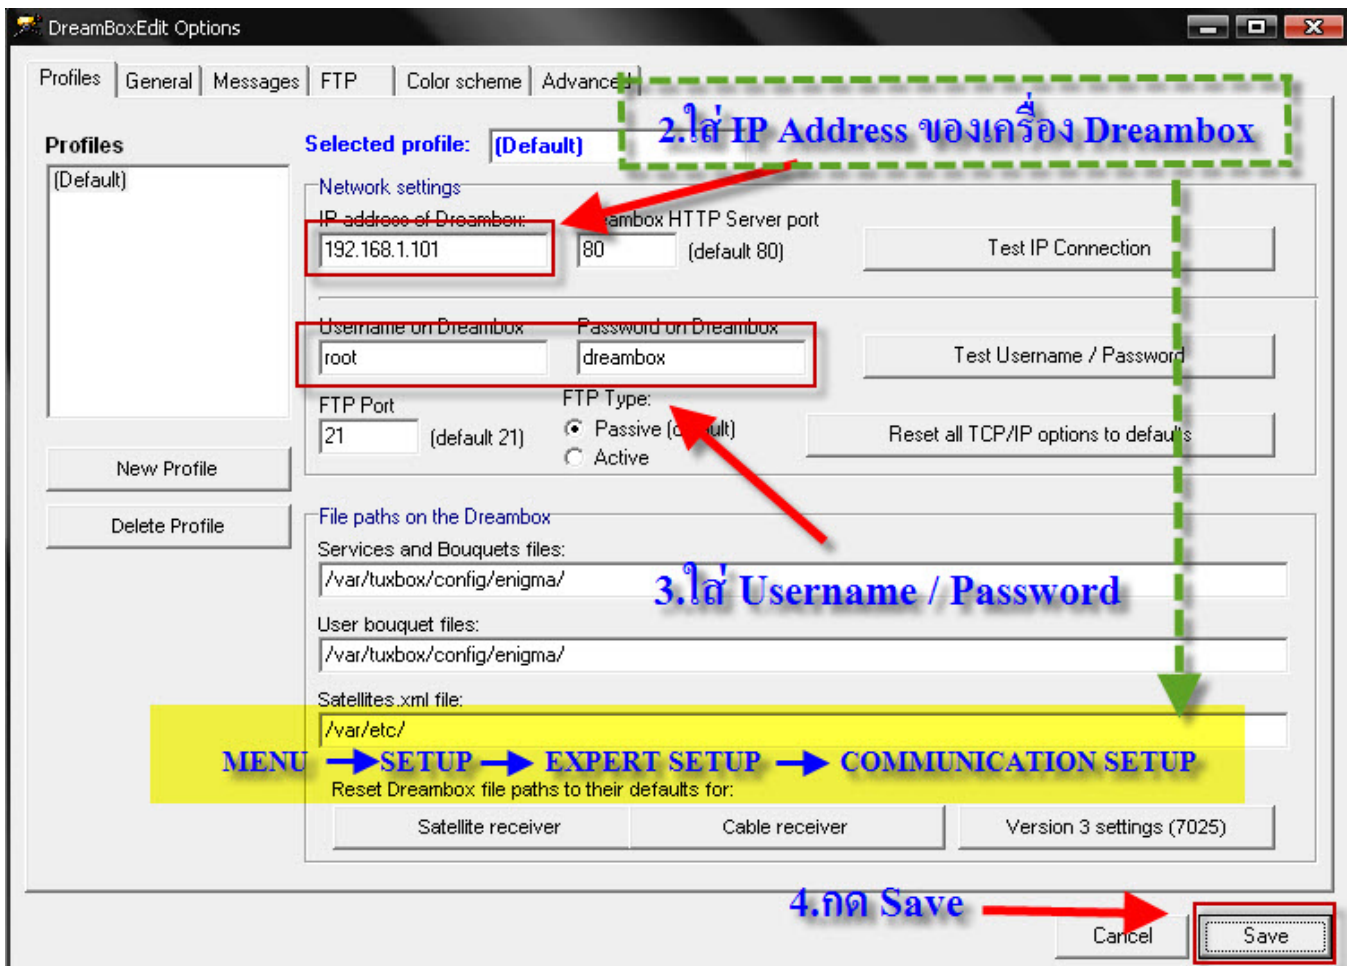 DreamBoxEdit Options
Profiles General Messages FTP Color scheme Advanced
2.ใส่ IP Address ของเครื่อง Dreambox
Profiles
(Default)
Selected profile: (Default)
Network settings
IP address of Dreambox: Dreambox HTTP Server port
192.168.1.101 80 (default 80) Test IP Connection
Username on Dreambox Password on Dreambox
root dreambox Test Username / Password
FTP Port FTP Type:
21 (default 21) Passive (default) Reset all TCP/IP options to defaults
Active
New Profile
Delete Profile
File paths on the Dreambox
Services and Bouquets files:
/var/tuxbox/config/enigma/
3.ใส่ Username / Password
User bouquet files:
/var/tuxbox/config/enigma/
Satellites.xml file:
/var/etc/
MENU SETUP EXPERT SETUP COMMUNICATION SETUP
Reset Dreambox file paths to their defaults for:
Satellite receiver Cable receiver Version 3 settings (7025)
4.กด Save
Cancel Save